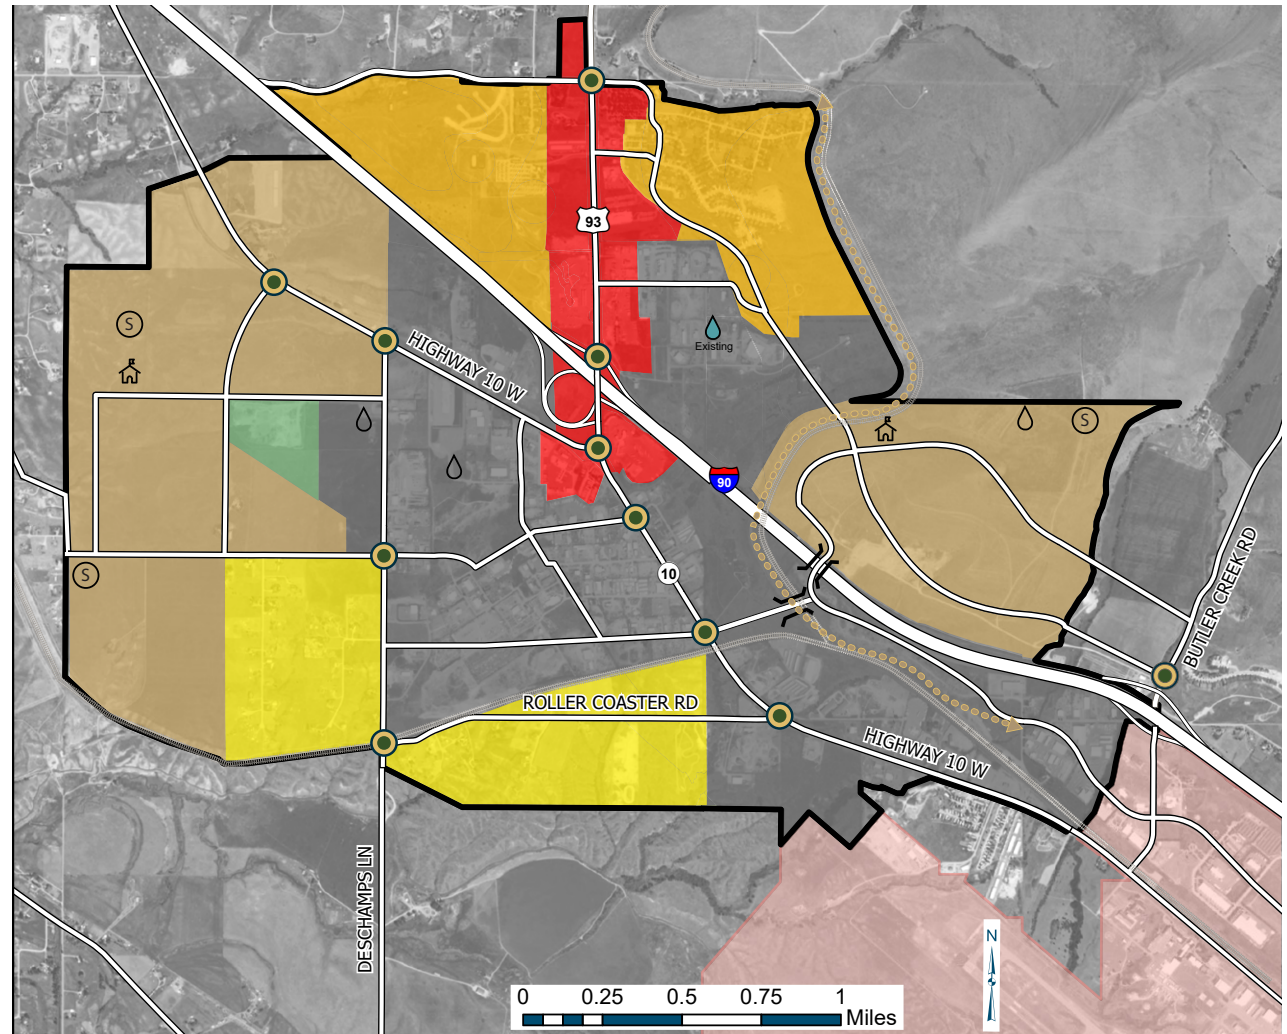 93
S
HIGHWAY 10 W
Existing
S
90
S
10
BUTLER CREEK RD
ROLLER COASTER RD
HIGHWAY 10 W
DESCHAMPS LN
N
0 0.25 0.5 0.75 1
Miles